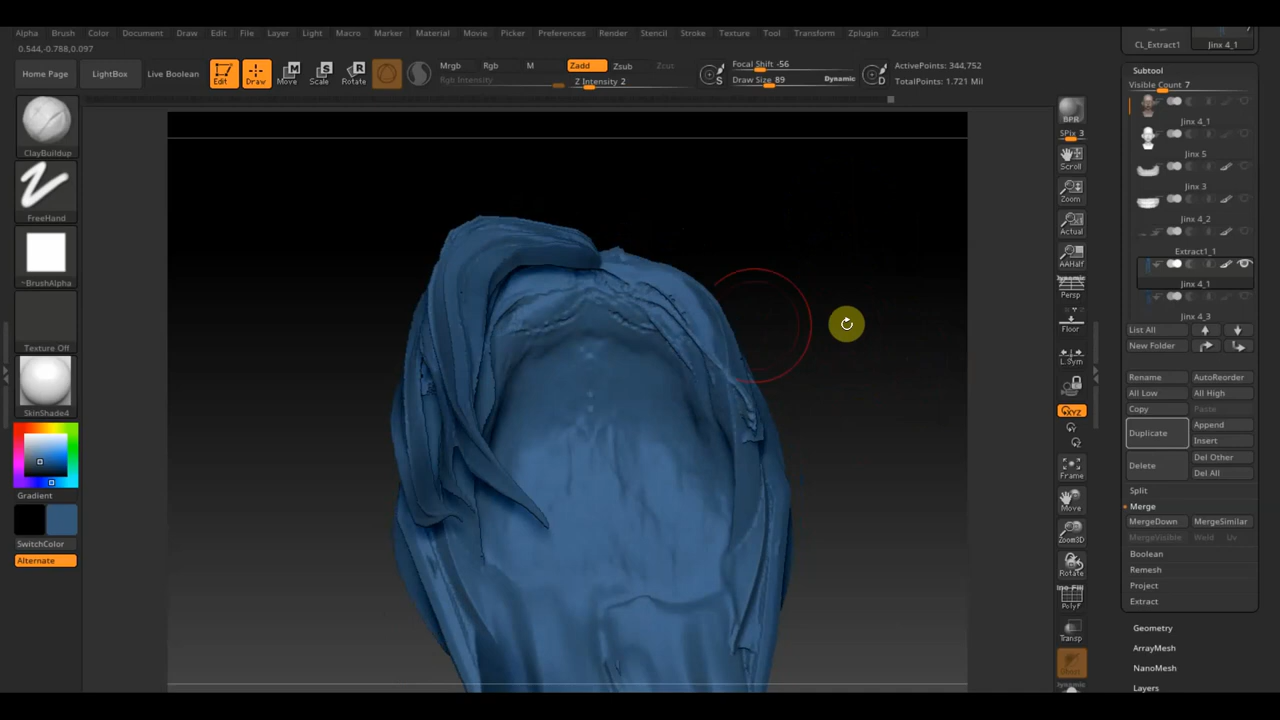 Alpha Brush Color Document Draw Edit File Layer Light Macro Marker Material Movie Picker Preferences Render Stencil Stroke Texture Tool Transform Zplugin Zscript
0.544,-0.788,0.097
Home Page LightBox Live Boolean Edit Draw Move Scale Rotate
Mrgb Rgb M Zadd Zsub Zcut
Rgb Intensity Z Intensity 2
Focal Shift -56
Draw Size 89 Dynamic
S D
ActivePoints: 344,752
TotalPoints: 1.721 Mil
ClayBuildup
FreeHand
~BrushAlpha
Texture Off
SkinShade4
Gradient
SwitchColor
Alternate
BPR
SPix 3
Scroll
Zoom
Actual
AAHalf
Persp
Floor
L.Sym
XYZ
Frame
Move
Zoom3D
Rotate
PolyF
Transp
CL_Extract1 Jinx 4_1
Subtool
Visible Count 7
Jinx 4_1
Jinx 5
Jinx 3
Jinx 4_2
Extract1_1
Jinx 4_1
Jinx 4_3
List All
New Folder
Rename AutoReorder
All Low All High
Copy Paste
Duplicate Append
Insert
Delete Del Other
Del All
Split
Merge
MergeDown MergeSimilar
MergeVisible Weld Uv
Boolean
Remesh
Project
Extract
Geometry
ArrayMesh
NanoMesh
Layers